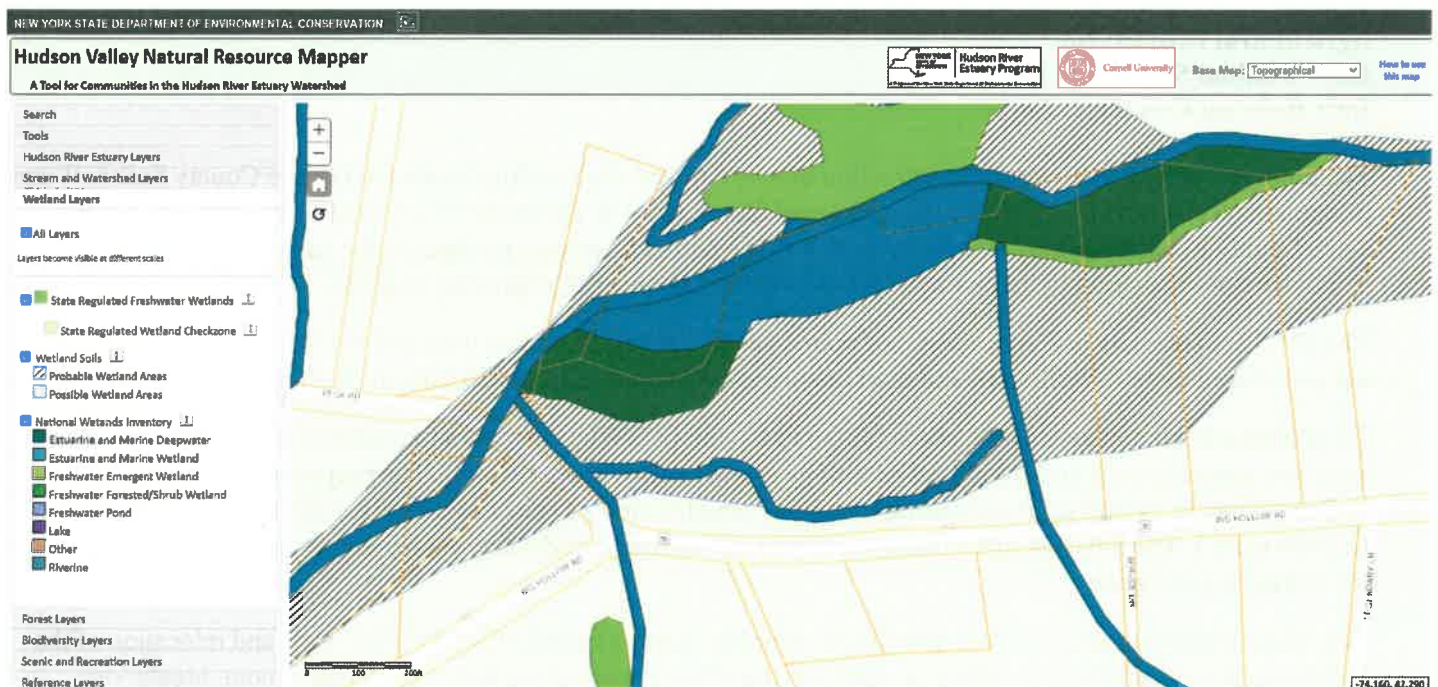 NEW YORK STATE DEPARTMENT OF ENVIRONMENTAL CONSERVATION
Hudson Valley Natural Resource Mapper
A Tool for Communities in the Hudson River Estuary Watershed
Hudson River
Estuary Program
Cornell University
Base Map: Topographical
How to use
this map
Search
Tools
Hudson River Estuary Layers
Stream and Watershed Layers
Wetland Layers
All Layers
Layers become visible at different scales
State Regulated Freshwater Wetlands
State Regulated Wetland Checkzone
Wetland Soils
Probable Wetland Areas
Possible Wetland Areas
National Wetands Inventory
Estuarine and Marine Deepwater
Estuarine and Marine Wetland
Freshwater Emergent Wetland
Freshwater Forested/Shrub Wetland
Freshwater Pond
Lake
Other
Riverine
Forest Layers
Biodiversity Layers
Scenic and Recreation Layers
Reference Layers
+
−
0 100 200ft
-74.160, 42.290